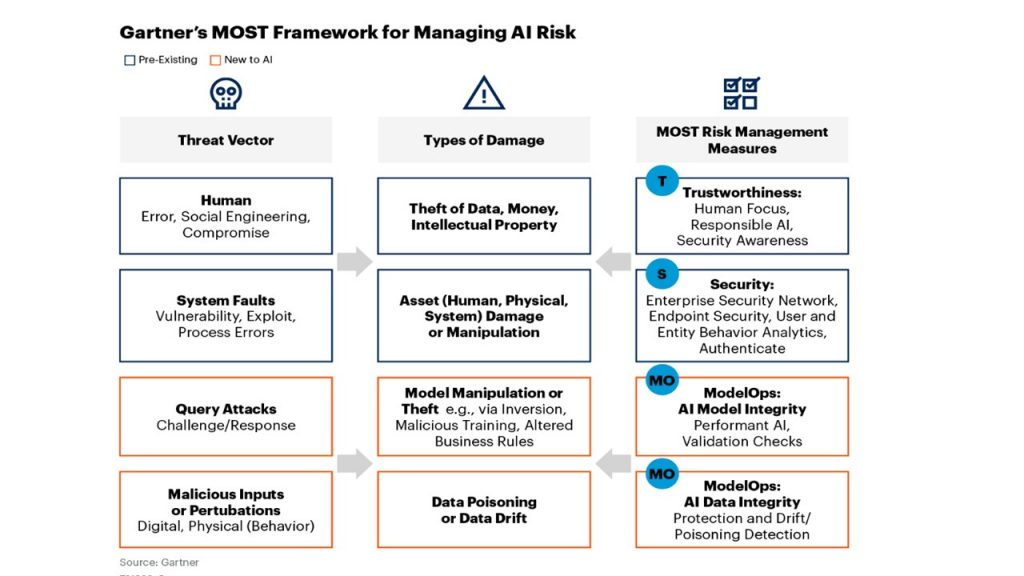 Gartner's MOST Framework for Managing AI Risk
Pre-Existing New to AI
Threat Vector
Types of Damage
MOST Risk Management
Measures
Human
Error, Social Engineering,
Compromise
Theft of Data, Money,
Intellectual Property
T
Trustworthiness:
Human Focus,
Responsible AI,
Security Awareness
System Faults
Vulnerability, Exploit,
Process Errors
Asset (Human, Physical,
System) Damage
or Manipulation
S
Security:
Enterprise Security Network,
Endpoint Security, User and
Entity Behavior Analytics,
Authenticate
Query Attacks
Challenge/Response
Model Manipulation or
Theft e.g., via Inversion,
Malicious Training, Altered
Business Rules
MO
ModelOps:
AI Model Integrity
Performant AI,
Validation Checks
Malicious Inputs
or Pertubations
Digital, Physical (Behavior)
Data Poisoning
or Data Drift
MO
ModelOps:
AI Data Integrity
Protection and Drift/
Poisoning Detection
Source: Gartner